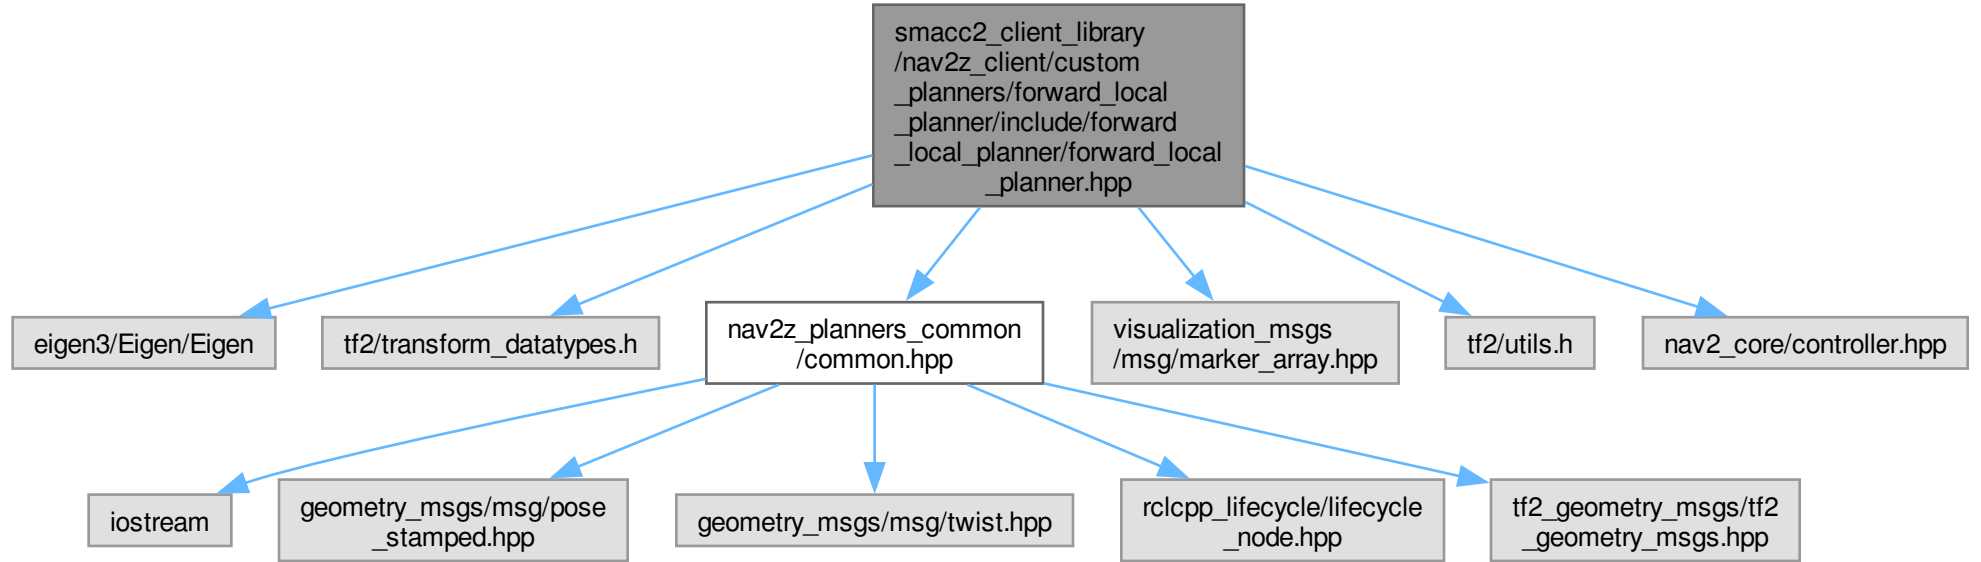 smacc2_client_library
/nav2z_client/custom
_planners/forward_local
_planner/include/forward
_local_planner/forward_local
_planner.hpp
eigen3/Eigen/Eigen
tf2/transform_datatypes.h
nav2z_planners_common
/common.hpp
visualization_msgs
/msg/marker_array.hpp
tf2/utils.h
nav2_core/controller.hpp
iostream
geometry_msgs/msg/pose
_stamped.hpp
geometry_msgs/msg/twist.hpp
rclcpp_lifecycle/lifecycle
_node.hpp
tf2_geometry_msgs/tf2
_geometry_msgs.hpp